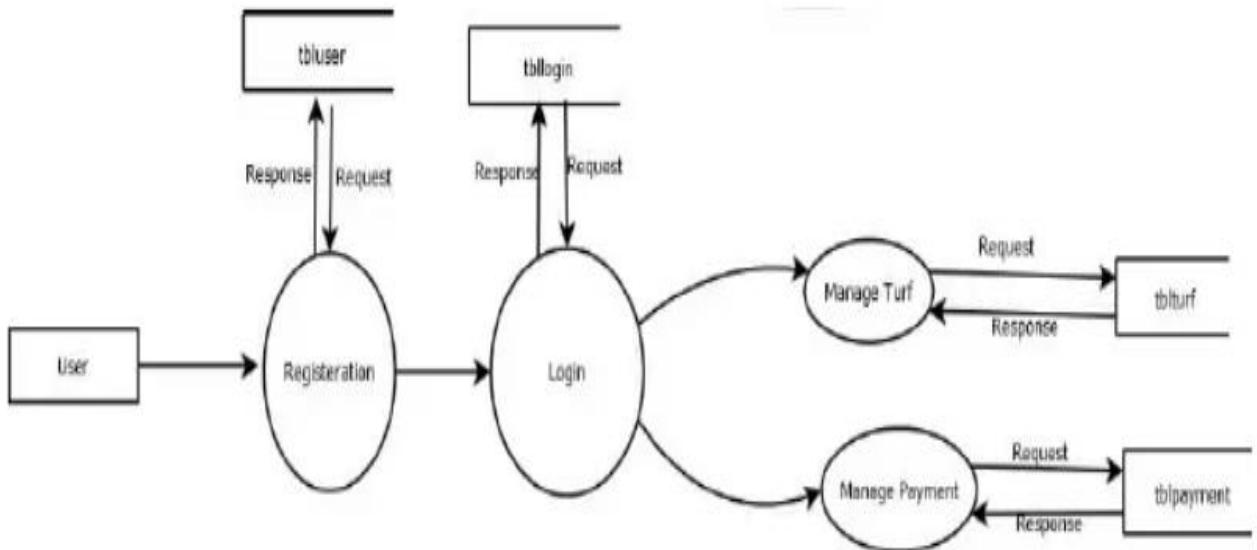 tbluser
tbllogin
Response
Request
Response
Request
Request
Manage Turf
tblturf
Response
User
Registeration
Login
Request
Manage Payment
tblpayment
Response